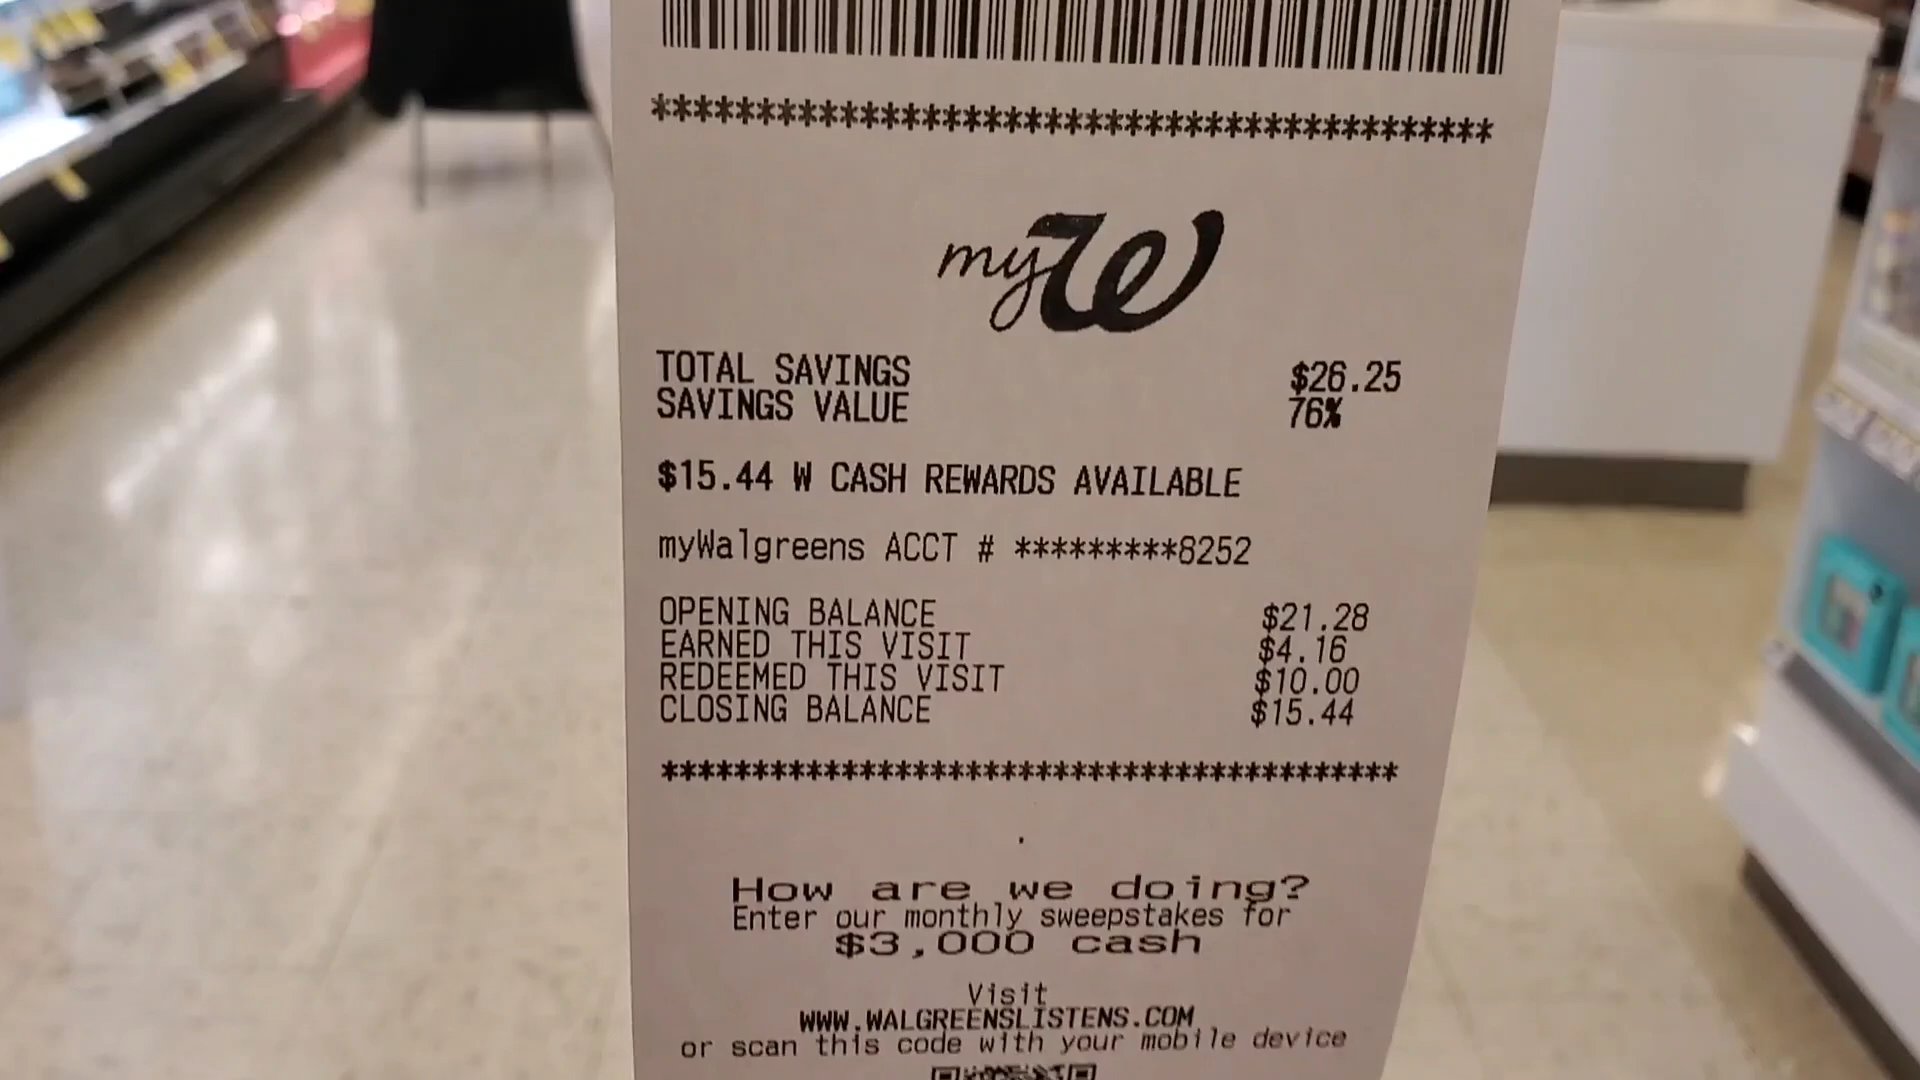 ******************************************
myW
TOTAL SAVINGS $26.25
SAVINGS VALUE 76%
$15.44 W CASH REWARDS AVAILABLE
myWalgreens ACCT # *********8252
OPENING BALANCE $21.28
EARNED THIS VISIT $4.16
REDEEMED THIS VISIT $10.00
CLOSING BALANCE $15.44
******************************************
.
How are we doing?
Enter our monthly sweepstakes for
$3,000 cash
Visit
WWW.WALGREENSLISTENS.COM
or scan this code with your mobile device